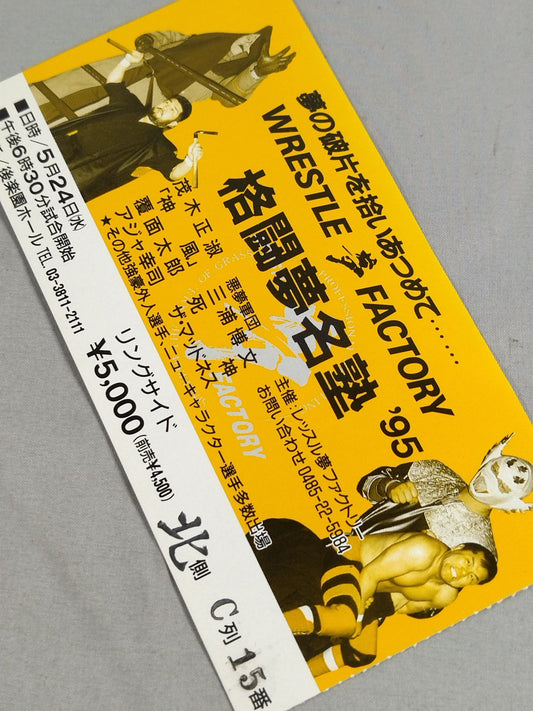 夢の破片を拾いあつめて.......
WRESTLE 夢 FACTORY '95
格闘夢名塾
主催:レッスル夢ファクトリー
お問い合わせ 0485-22-5984
茂木正淑
「神風」
覆面太郎
アジャ幸司
悪夢軍団
三浦博文
死神
ザ・マッドネス
★その他強豪外人選手、ニューキャラクター選手多数出場
FACTORY
■日時/5月24日(水)
■午後6時30分試合開始
/後楽園ホール TEL 03-3811-2111
リングサイド
¥5,000(前売¥4,500)
北側 C列 15番